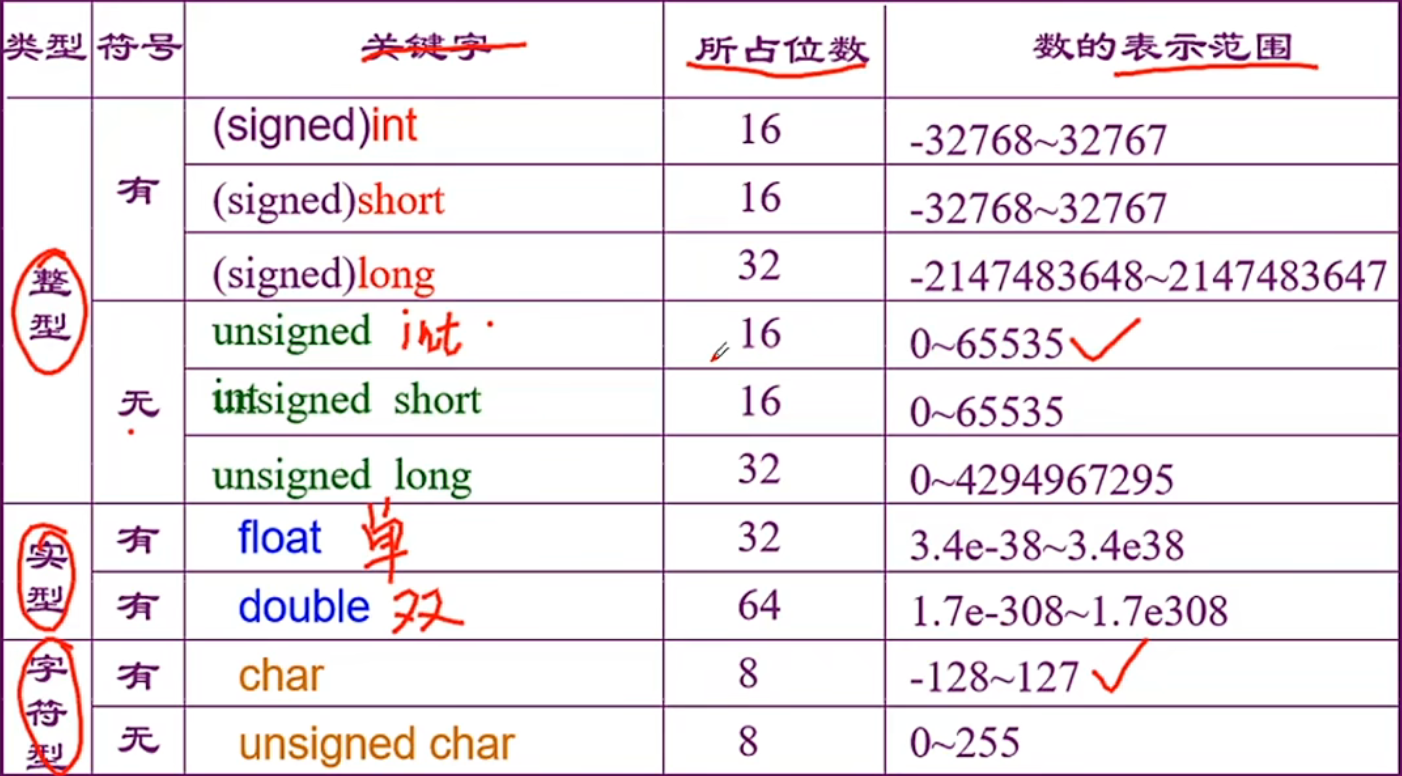 类型 符号 关键字 所占位数 数的表示范围
整型 有 (signed)int 16 -32768~32767
(signed)short 16 -32768~32767
(signed)long 32 -2147483648~2147483647
无 unsigned int 16 0~65535
int
unsigned short 16 0~65535
unsigned long 32 0~4294967295
实型 有 float 单 32 3.4e-38~3.4e38
有 double 双 64 1.7e-308~1.7e308
字符型 有 char 8 -128~127
无 unsigned char 8 0~255